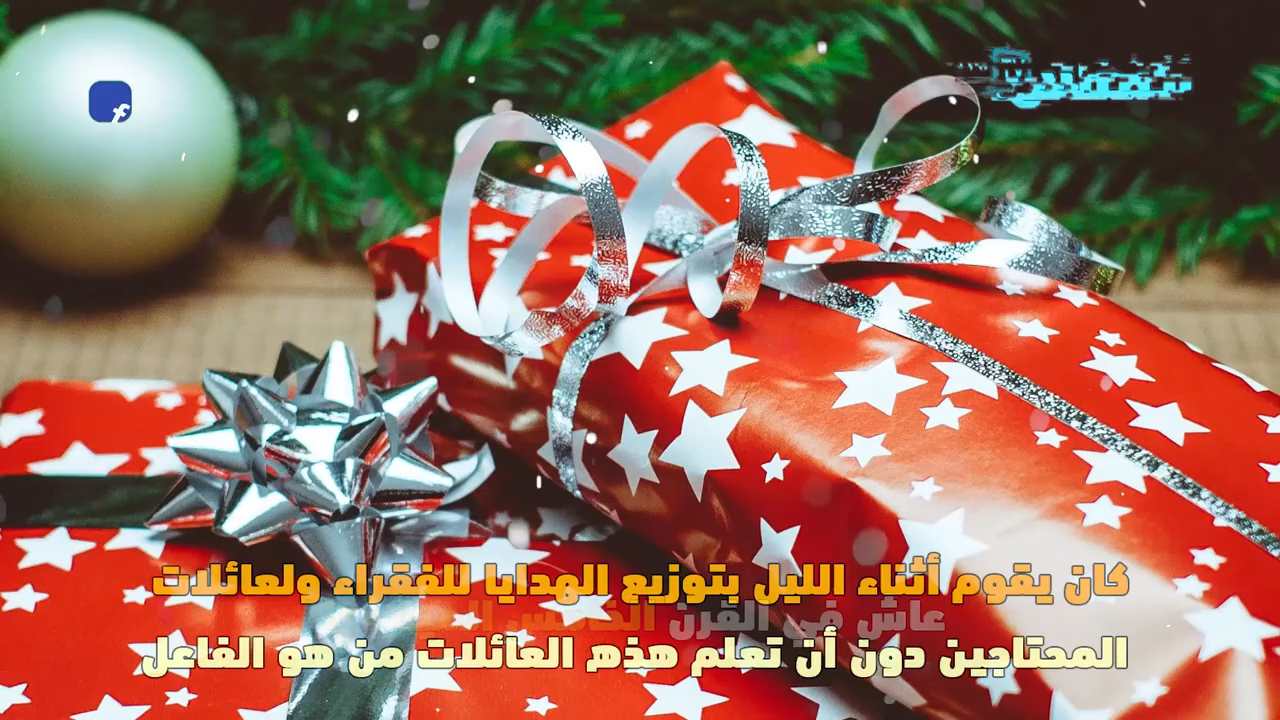 كان يقوم أثناء الليل بتوزيع الهدايا للفقراء ولعائلات
عاش في القرن الخامس
المحتاجين دون أن تعلم هذه العائلات من هو الفاعل